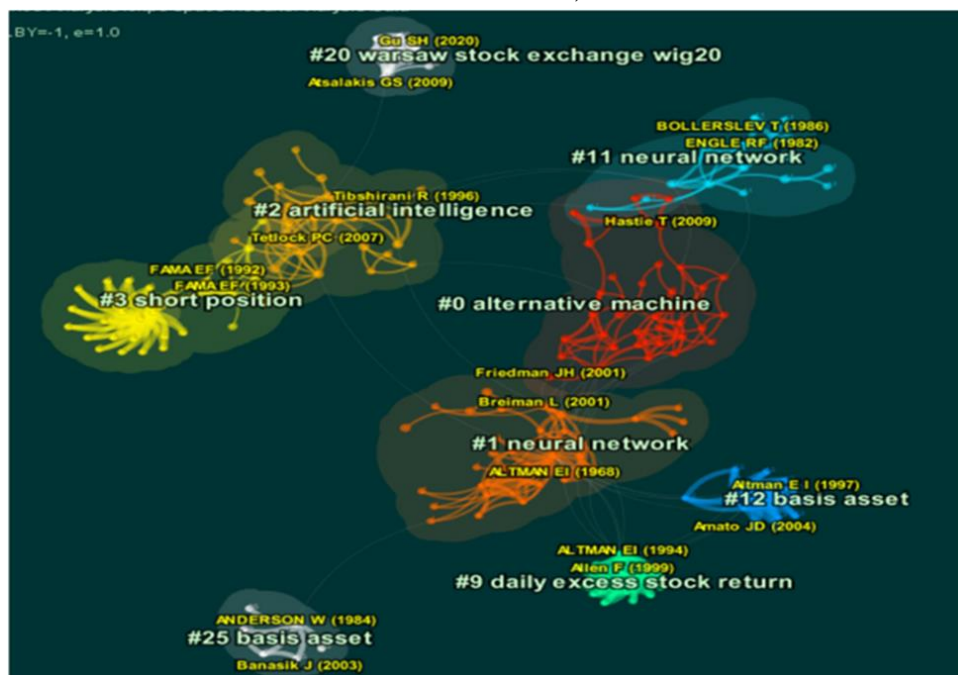 LBY=-1, e=1.0
Gu SH (2020)
#20 warsaw stock exchange wig20
Atsalakis GS (2009)
BOLLERSLEV T (1986)
ENGLE RF (1982)
#11 neural network
Tibshirani R (1996)
#2 artificial intelligence
Hastie T (2009)
Tetlock PC (2007)
FAMA EF (1992)
FAMA EF (1993)
#3 short position
#0 alternative machine
Friedman JH (2001)
Breiman L (2001)
#1 neural network
ALTMAN EI (1968)
Altman E I (1997)
#12 basis asset
Amato JD (2004)
ALTMAN EI (1994)
Allen F (1999)
#9 daily excess stock return
ANDERSON W (1984)
#25 basis asset
Banasik J (2003)